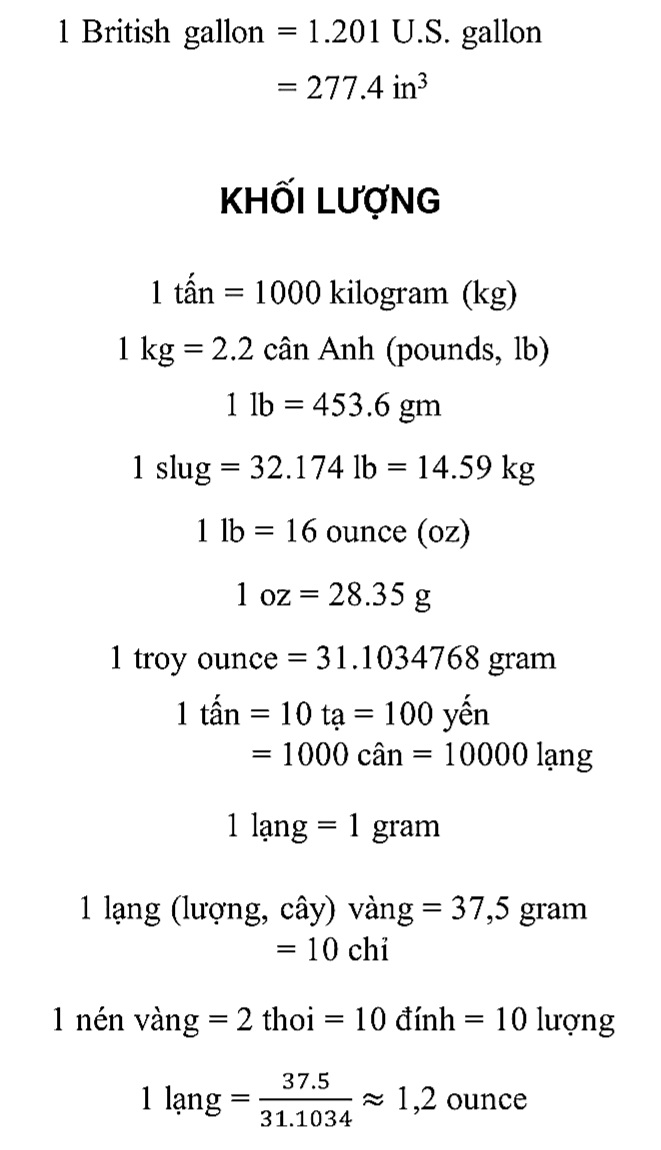 1 British gallon = 1.201 U.S. gallon
= 277.4 in³
KHỐI LƯỢNG
1 tấn = 1000 kilogram (kg)
1 kg = 2.2 cân Anh (pounds, lb)
1 lb = 453.6 gm
1 slug = 32.174 lb = 14.59 kg
1 lb = 16 ounce (oz)
1 oz = 28.35 g
1 troy ounce = 31.1034768 gram
1 tấn = 10 tạ = 100 yến
= 1000 cân = 10000 lạng
1 lạng = 1 gram
1 lạng (lượng, cây) vàng = 37,5 gram
= 10 chỉ
1 nén vàng = 2 thoi = 10 đính = 10 lượng
1 lạng = 37.5/31.1034 ≈ 1,2 ounce